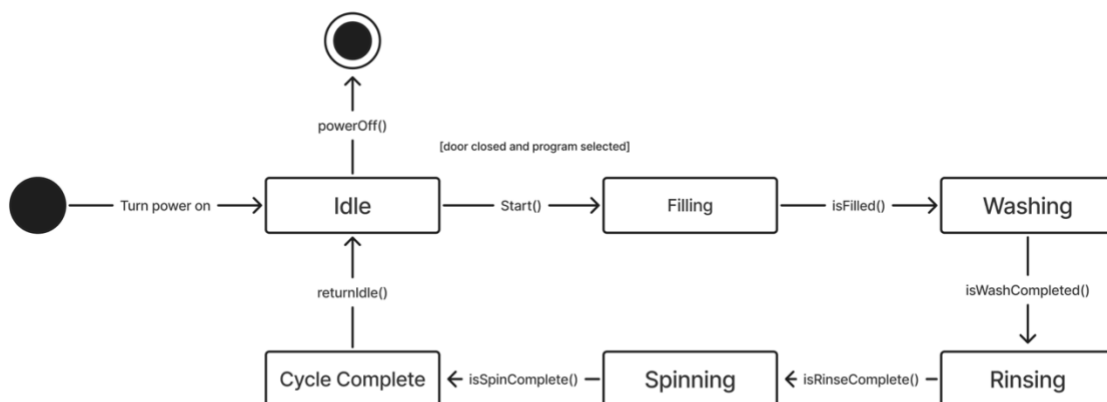 powerOff()
[door closed and program selected]
Turn power on
Idle
Start()
Filling
isFilled()
Washing
returnIdle()
isWashCompleted()
Cycle Complete
isSpinComplete()
Spinning
isRinseComplete()
Rinsing